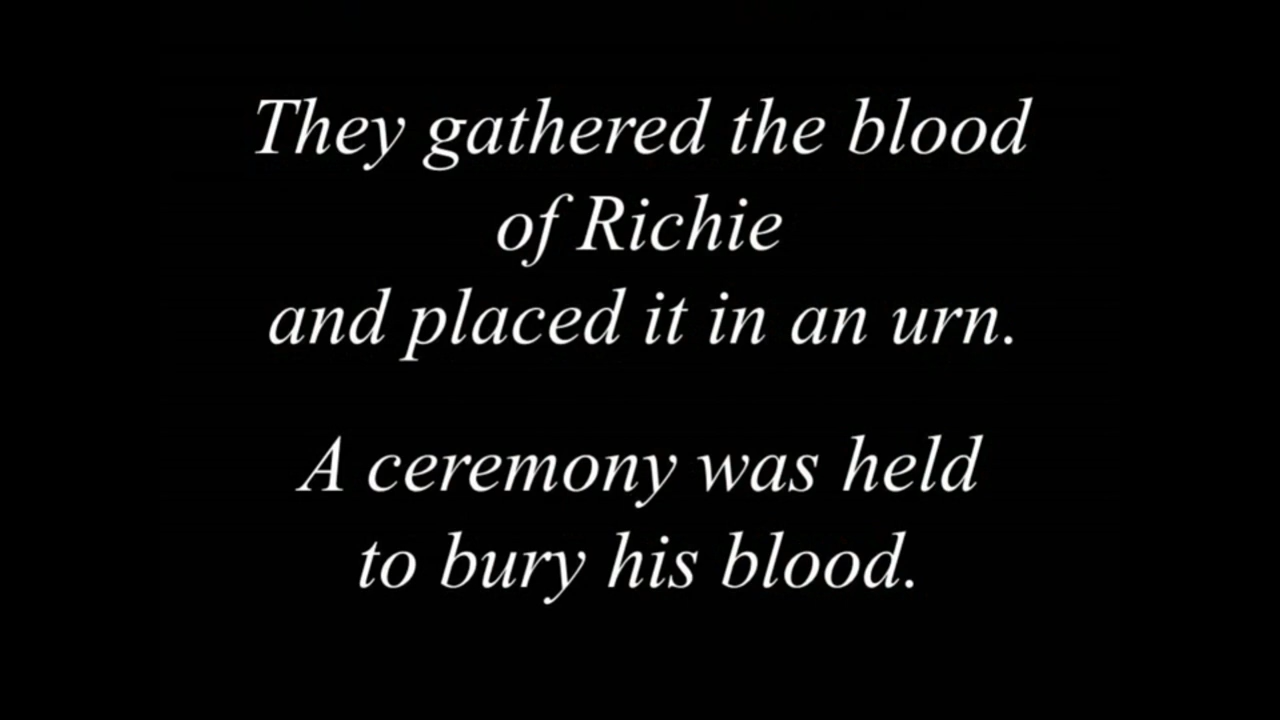 They gathered the blood
of Richie
and placed it in an urn.
A ceremony was held
to bury his blood.